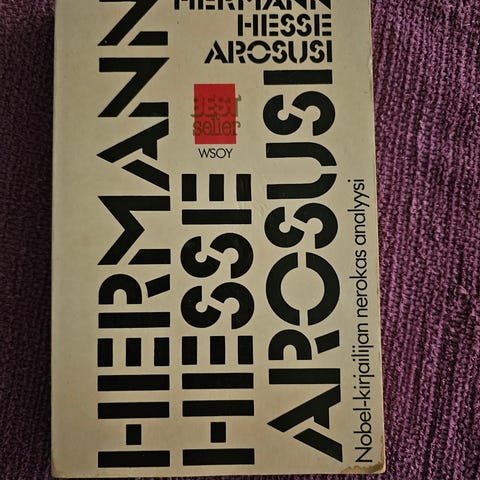 HERMANN
HESSE
AROSUSI
BEST
seller
WSOY
HERMANN
HESSE
AROSUSI
Nobel-kirjailijan nerokas analyysi